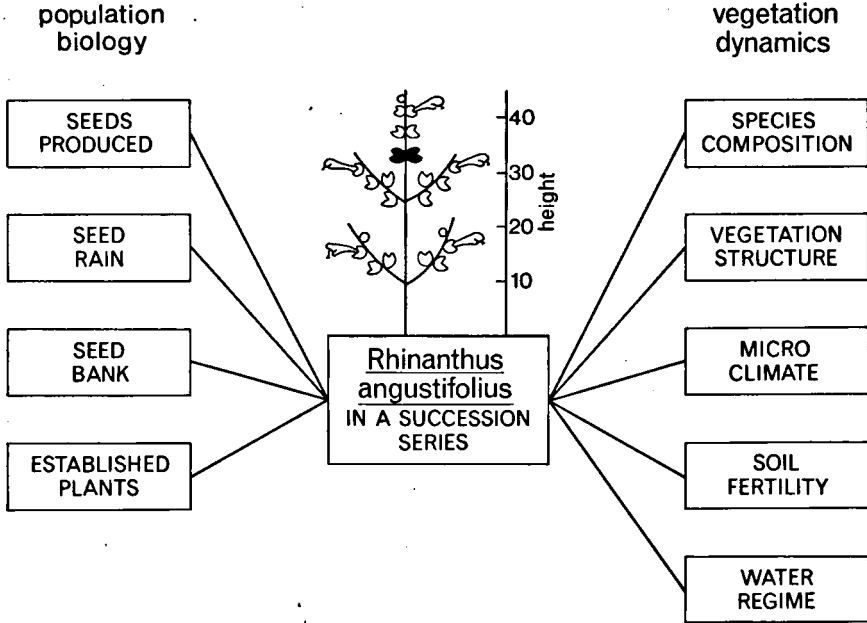 population
biology
SEEDS
PRODUCED
SEED
RAIN
SEED
BANK
ESTABLISHED
PLANTS
40
30
20
10
height
Rhinanthus
angustifolius
IN A SUCCESSION
SERIES
vegetation
dynamics
SPECIES
COMPOSITION
VEGETATION
STRUCTURE
MICRO
CLIMATE
SOIL
FERTILITY
WATER
REGIME